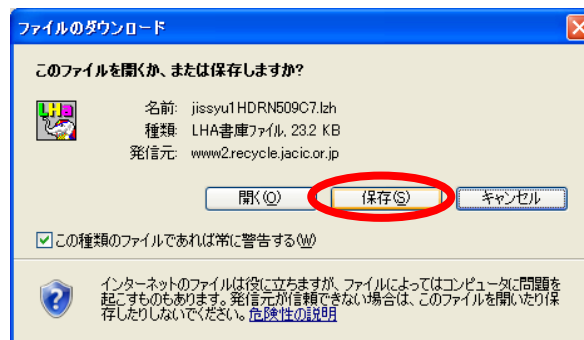 ファイルのダウンロード
このファイルを開くか、または保存しますか?
LHa
名前: jissyu1HDRN509C7.lzh
種類: LHA書庫ファイル, 23.2 KB
発信元: www2.recycle.jacic.or.jp
開く(O) 保存(S) キャンセル
この種類のファイルであれば常に警告する(W)
インターネットのファイルは役に立ちますが、ファイルによってはコンピュータに問題を
起こすものもあります。発信元が信頼できない場合は、このファイルを開いたり保
存したりしないでください。危険性の説明